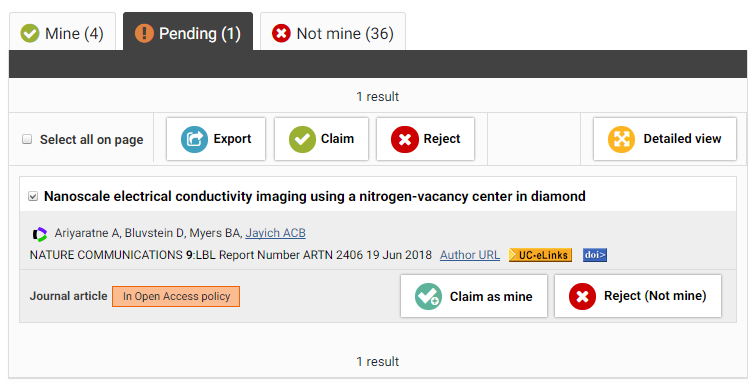 Mine (4) Pending (1) Not mine (36)
1 result
Select all on page Export Claim Reject Detailed view
Nanoscale electrical conductivity imaging using a nitrogen-vacancy center in diamond
Ariyaratne A, Bluvstein D, Myers BA, Jayich ACB
NATURE COMMUNICATIONS 9:LBL Report Number ARTN 2406 19 Jun 2018 Author URL UC-eLinks doi>
Journal article In Open Access policy Claim as mine Reject (Not mine)
1 result